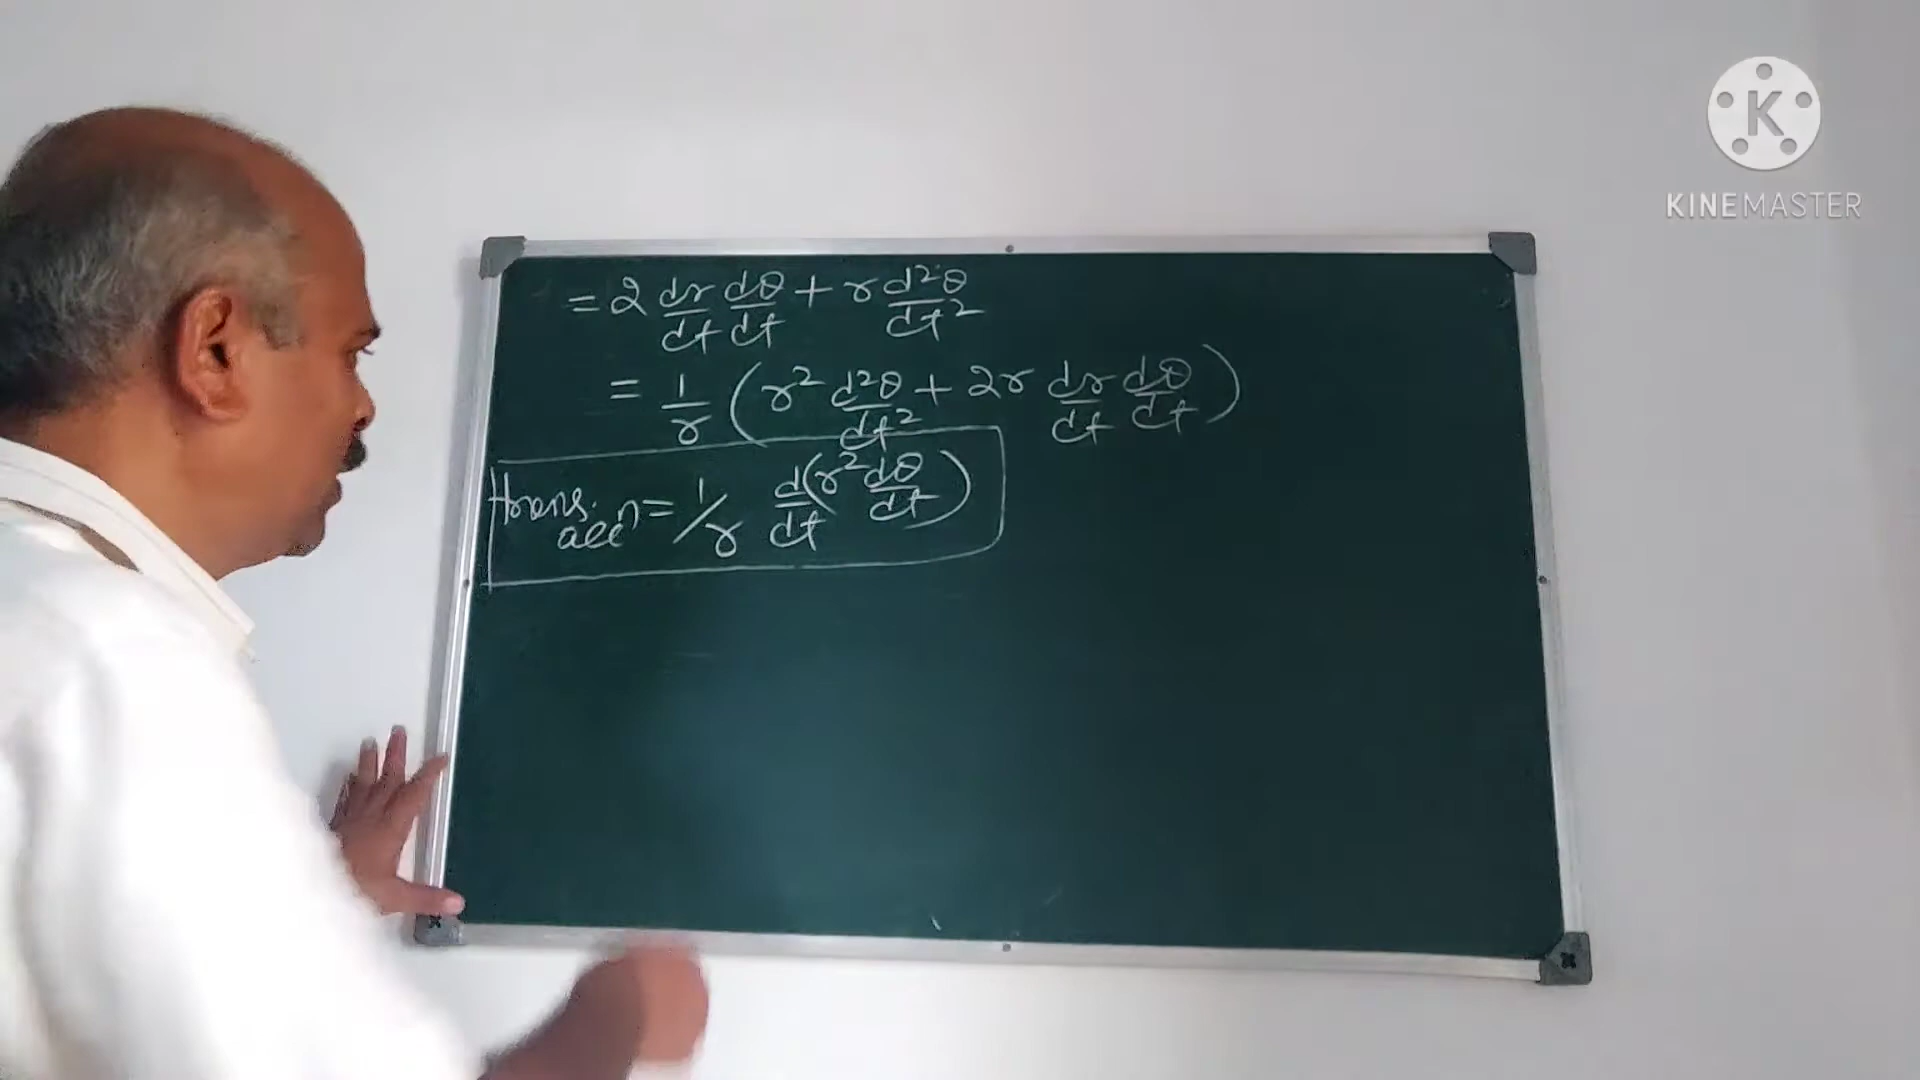 = 2 dr/dt dθ/dt + r d²θ/dt²
= 1/r ( r² d²θ/dt² + 2r dr/dt dθ/dt )
trans. accⁿ = 1/r d/dt ( r² dθ/dt )
K
KINEMASTER